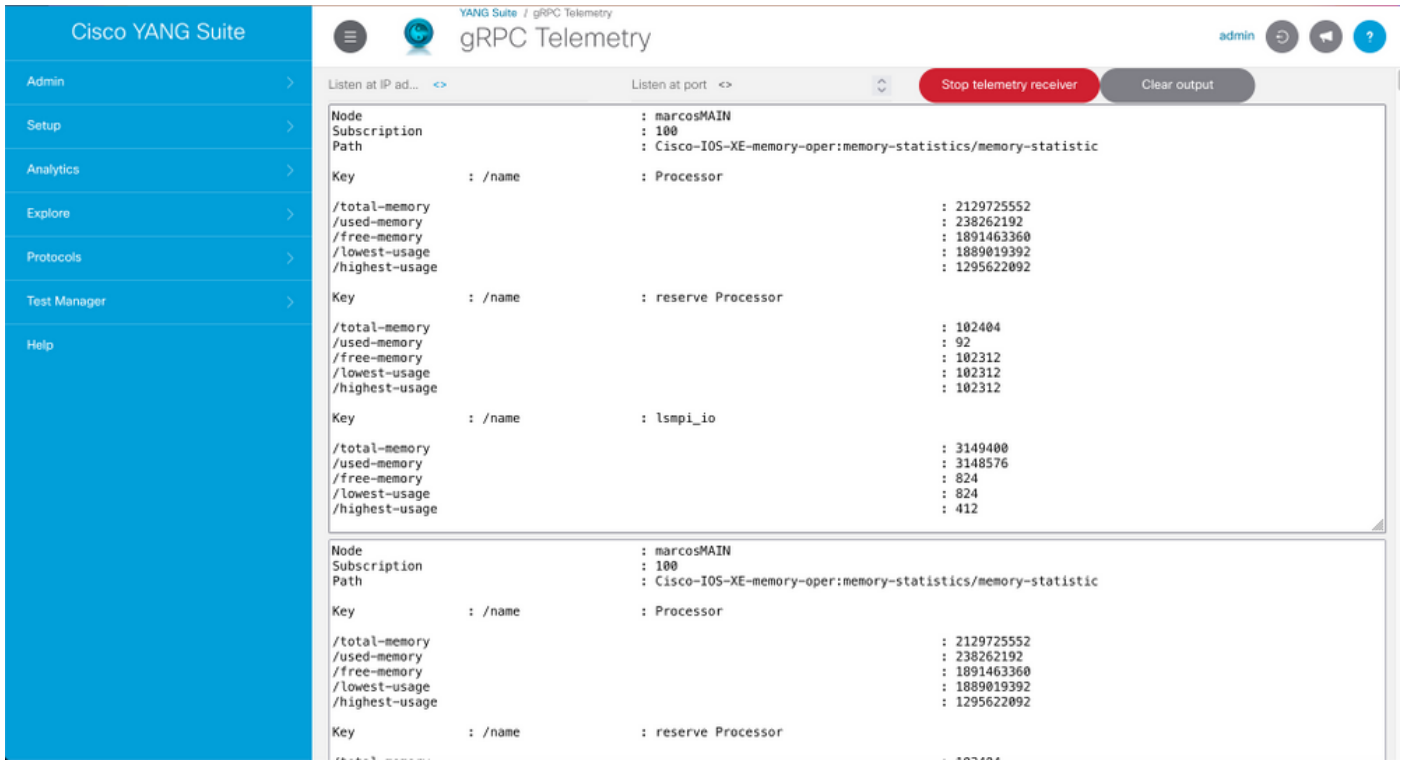 Cisco YANG Suite
YANG Suite / gRPC Telemetry
gRPC Telemetry
admin
?
Admin
Setup
Analytics
Explore
Protocols
Test Manager
Help
Listen at IP ad... <> Listen at port <> Stop telemetry receiver Clear output
Node : marcosMAIN
Subscription : 100
Path : Cisco-IOS-XE-memory-oper:memory-statistics/memory-statistic
Key : /name : Processor
/total-memory : 2129725552
/used-memory : 238262192
/free-memory : 1891463360
/lowest-usage : 1889019392
/highest-usage : 1295622092
Key : /name : reserve Processor
/total-memory : 102404
/used-memory : 92
/free-memory : 102312
/lowest-usage : 102312
/highest-usage : 102312
Key : /name : lsmpi_io
/total-memory : 3149400
/used-memory : 3148576
/free-memory : 824
/lowest-usage : 824
/highest-usage : 412
Node : marcosMAIN
Subscription : 100
Path : Cisco-IOS-XE-memory-oper:memory-statistics/memory-statistic
Key : /name : Processor
/total-memory : 2129725552
/used-memory : 238262192
/free-memory : 1891463360
/lowest-usage : 1889019392
/highest-usage : 1295622092
Key : /name : reserve Processor